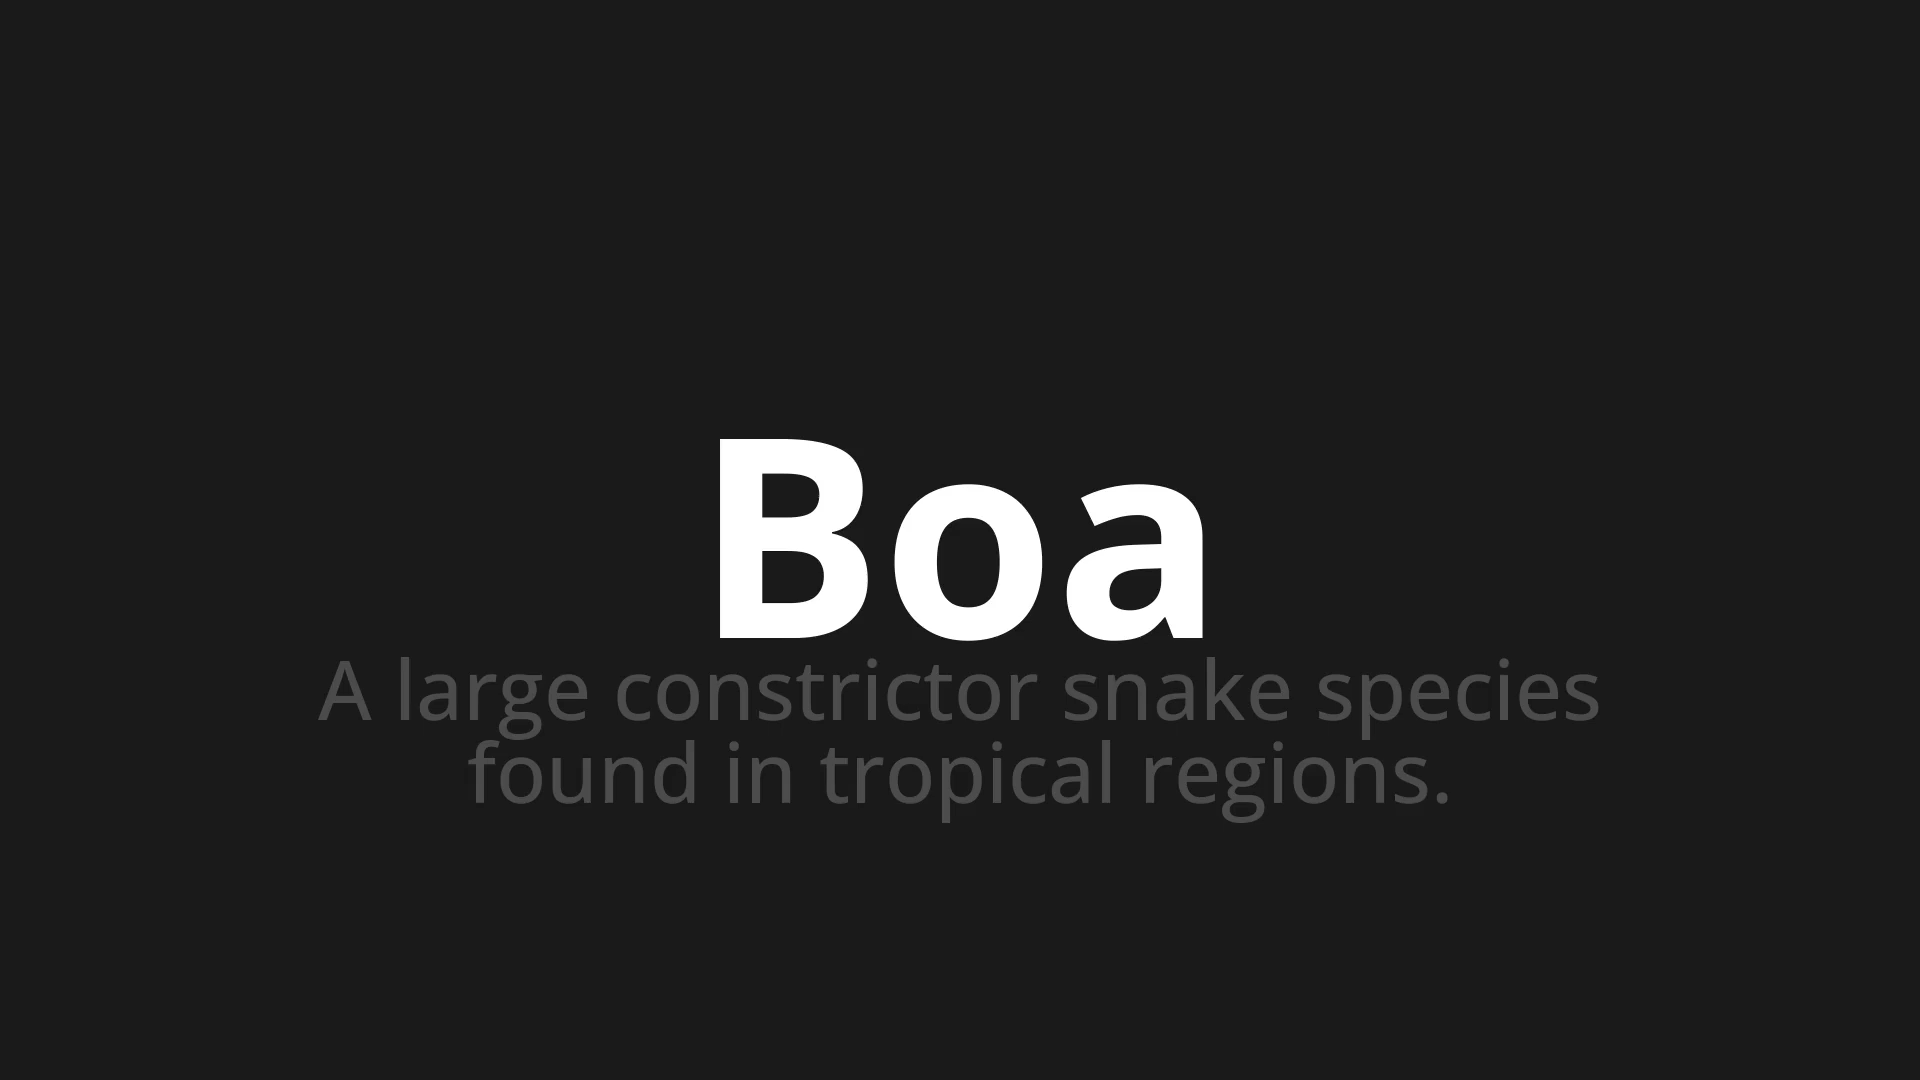 Boa
A large constrictor snake species
found in tropical regions.